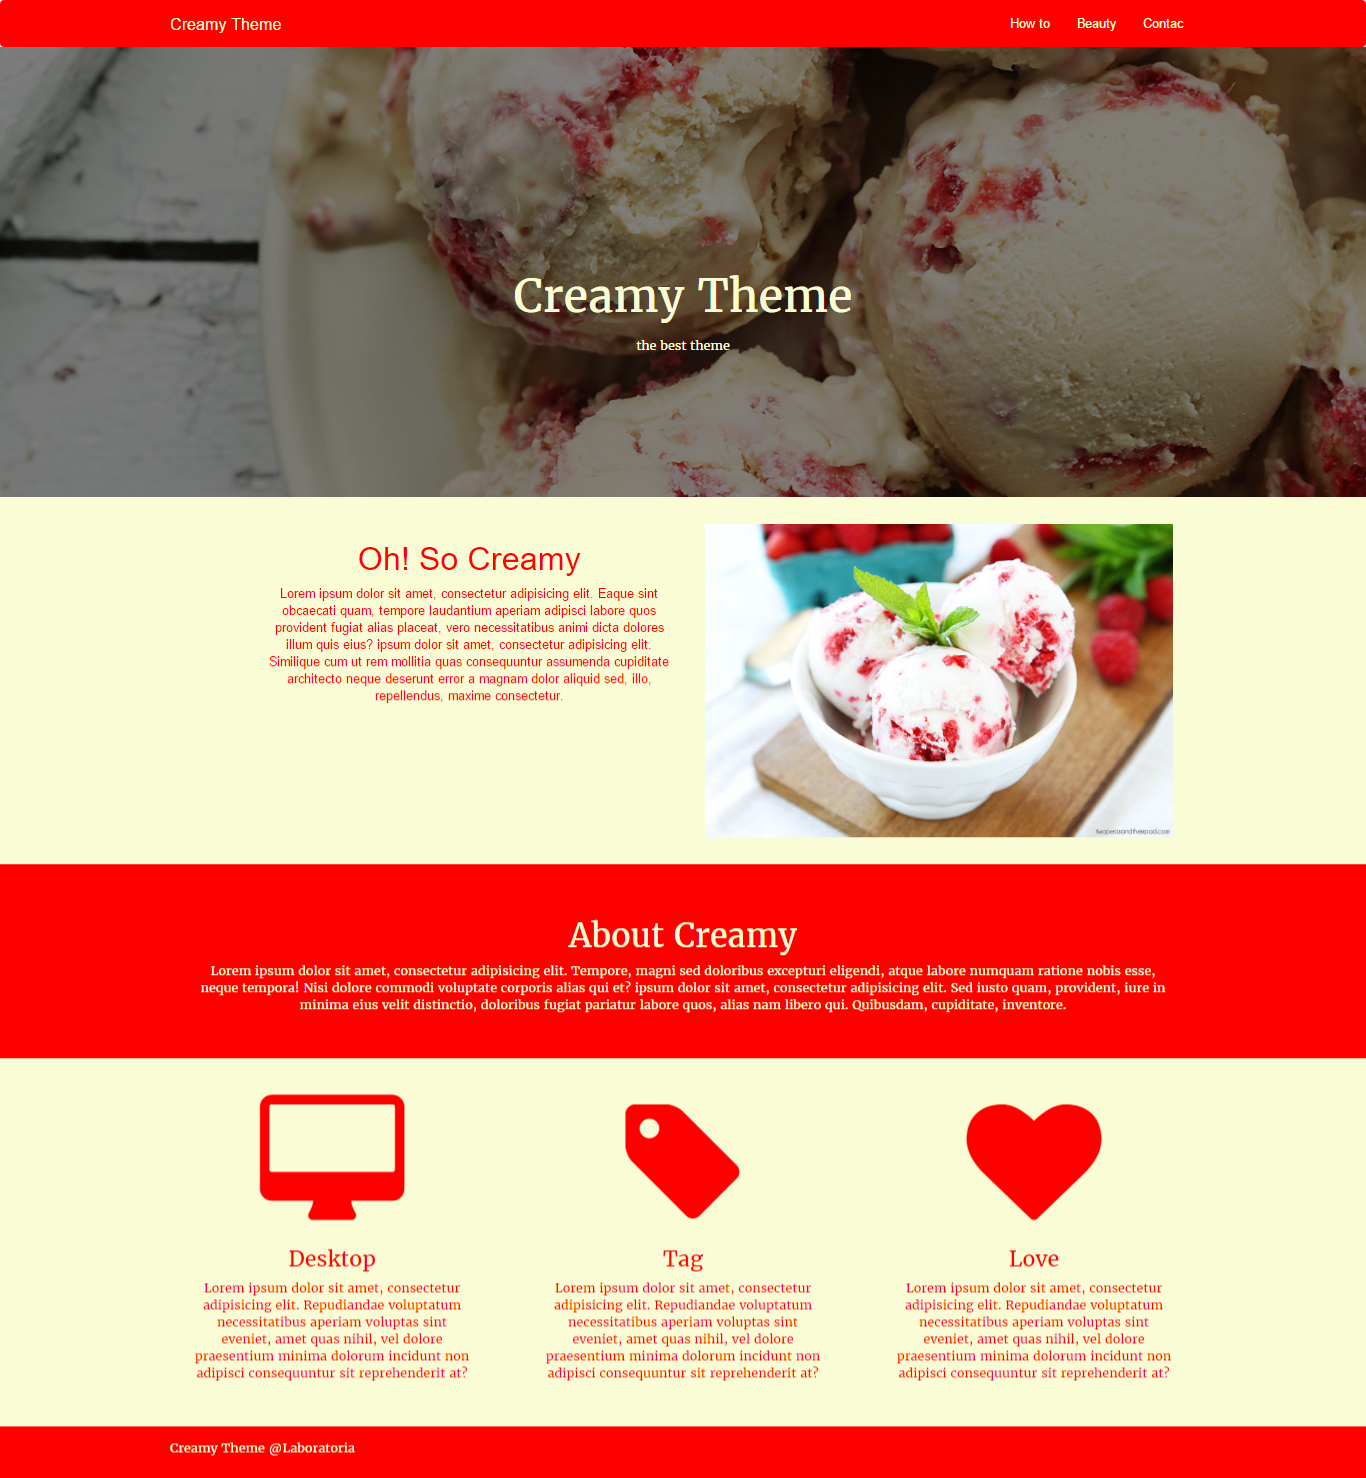 Creamy Theme
How to Beauty Contac
Creamy Theme
the best theme
Oh! So Creamy
Lorem ipsum dolor sit amet, consectetur adipisicing elit. Eaque sint
obcaecati quam, tempore laudantium aperiam adipisci labore quos
provident fugiat alias placeat, vero necessitatibus animi dicta dolores
illum quis eius? ipsum dolor sit amet, consectetur adipisicing elit.
Similique cum ut rem mollitia quas consequuntur assumenda cupiditate
architecto neque deserunt error a magnam dolor aliquid sed, illo,
repellendus, maxime consectetur.
twopeasandtheirpod.com
About Creamy
Lorem ipsum dolor sit amet, consectetur adipisicing elit. Tempore, magni sed doloribus excepturi eligendi, atque labore numquam ratione nobis esse,
neque tempora! Nisi dolore commodi voluptate corporis alias qui et? ipsum dolor sit amet, consectetur adipisicing elit. Sed iusto quam, provident, iure in
minima eius velit distinctio, doloribus fugiat pariatur labore quos, alias nam libero qui. Quibusdam, cupiditate, inventore.
Desktop
Lorem ipsum dolor sit amet, consectetur
adipisicing elit. Repudiandae voluptatum
necessitatibus aperiam voluptas sint
eveniet, amet quas nihil, vel dolore
praesentium minima dolorum incidunt non
adipisci consequuntur sit reprehenderit at?
Tag
Lorem ipsum dolor sit amet, consectetur
adipisicing elit. Repudiandae voluptatum
necessitatibus aperiam voluptas sint
eveniet, amet quas nihil, vel dolore
praesentium minima dolorum incidunt non
adipisci consequuntur sit reprehenderit at?
Love
Lorem ipsum dolor sit amet, consectetur
adipisicing elit. Repudiandae voluptatum
necessitatibus aperiam voluptas sint
eveniet, amet quas nihil, vel dolore
praesentium minima dolorum incidunt non
adipisci consequuntur sit reprehenderit at?
Creamy Theme @Laboratoria